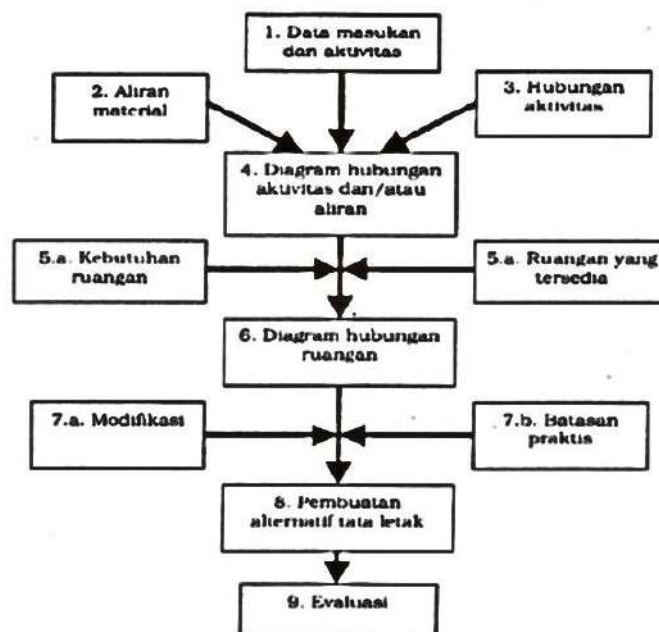 1. Data masukan
dan aktivitas
2. Aliran
material
3. Hubungan
aktivitas
4. Diagram hubungan
aktivitas dan/atau
aliran
5.a. Kebutuhan
ruangan
5.a. Ruangan yang
tersedia
6. Diagram hubungan
ruangan
7.a. Modifikasi
7.b. Batasan
praktis
8. Pembuatan
alternatif tata letak
9. Evaluasi